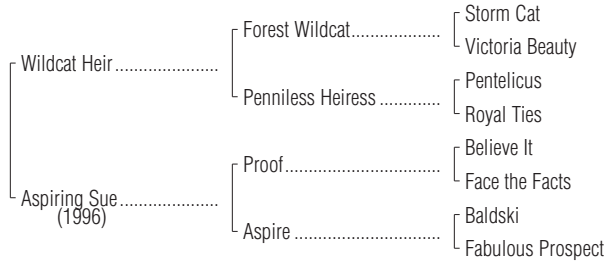 Storm Cat
Forest Wildcat....................
Victoria Beauty
Wildcat Heir.......................
Pentelicus
Penniless Heiress..............
Royal Ties
Believe It
Proof...................................
Face the Facts
Aspiring Sue......................
(1996)
Baldski
Aspire.................................
Fabulous Prospect